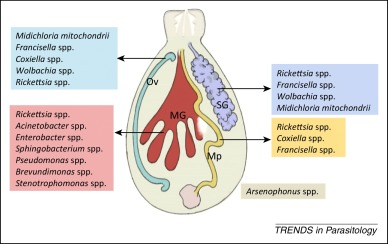 Midichloria mitochondrii
Francisella spp.
Coxiella spp.
Wolbachia spp.
Rickettsia spp.
Rickettsia spp.
Acinetobacter spp.
Enterobacter spp.
Sphingobacterium spp.
Pseudomonas spp.
Brevundimonas spp.
Stenotrophomonas spp.
Ov
MG
SG
Mp
Rickettsia spp.
Francisella spp.
Wolbachia spp.
Midichloria mitochondrii
Rickettsia spp.
Coxiella spp.
Francisella spp.
Arsenophonus spp.
TRENDS in Parasitology